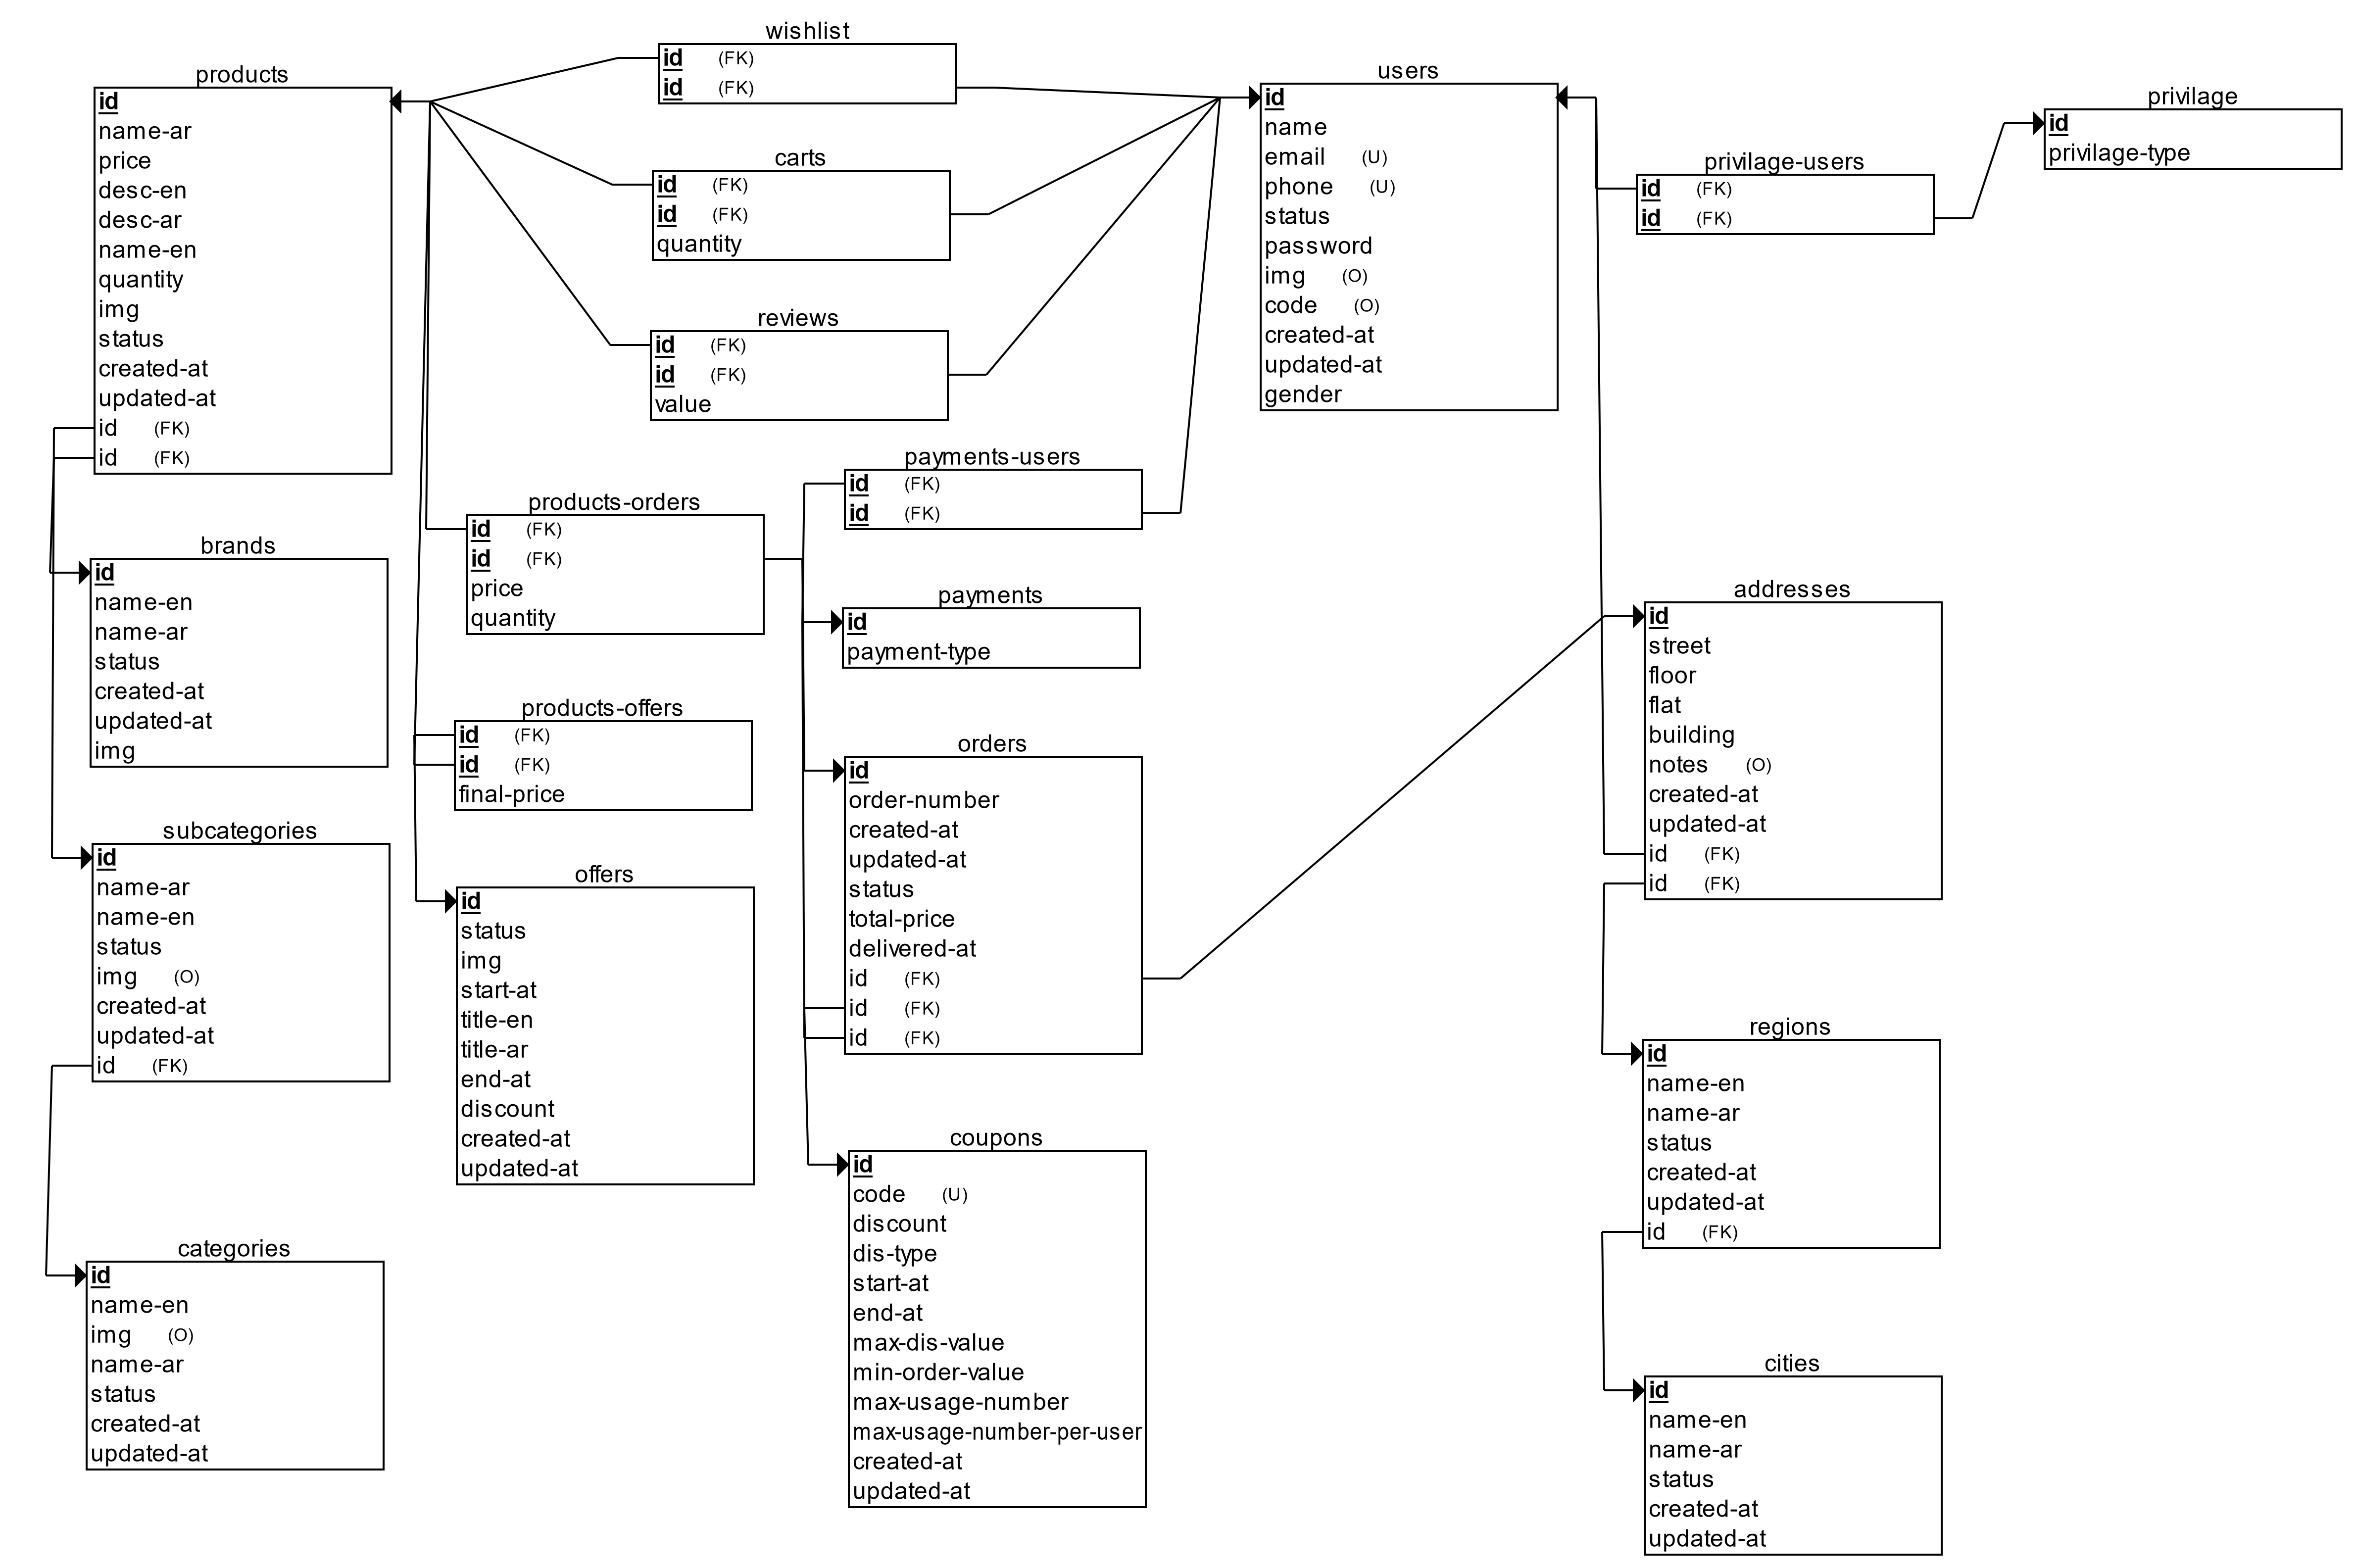 wishlist
id (FK)
id (FK)
products
id
name-ar
price
desc-en
desc-ar
name-en
quantity
img
status
created-at
updated-at
id (FK)
id (FK)
carts
id (FK)
id (FK)
quantity
reviews
id (FK)
id (FK)
value
users
id
name
email (U)
phone (U)
status
password
img (O)
code (O)
created-at
updated-at
gender
privilage-users
id (FK)
id (FK)
privilage
id
privilage-type
payments-users
id (FK)
id (FK)
products-orders
id (FK)
id (FK)
price
quantity
brands
id
name-en
name-ar
status
created-at
updated-at
img
payments
id
payment-type
addresses
id
street
floor
flat
building
notes (O)
created-at
updated-at
id (FK)
id (FK)
products-offers
id (FK)
id (FK)
final-price
orders
id
order-number
created-at
updated-at
status
total-price
delivered-at
id (FK)
id (FK)
id (FK)
subcategories
id
name-ar
name-en
status
img (O)
created-at
updated-at
id (FK)
offers
id
status
img
start-at
title-en
title-ar
end-at
discount
created-at
updated-at
regions
id
name-en
name-ar
status
created-at
updated-at
id (FK)
coupons
id
code (U)
discount
dis-type
start-at
end-at
max-dis-value
min-order-value
max-usage-number
max-usage-number-per-user
created-at
updated-at
categories
id
name-en
img (O)
name-ar
status
created-at
updated-at
cities
id
name-en
name-ar
status
created-at
updated-at